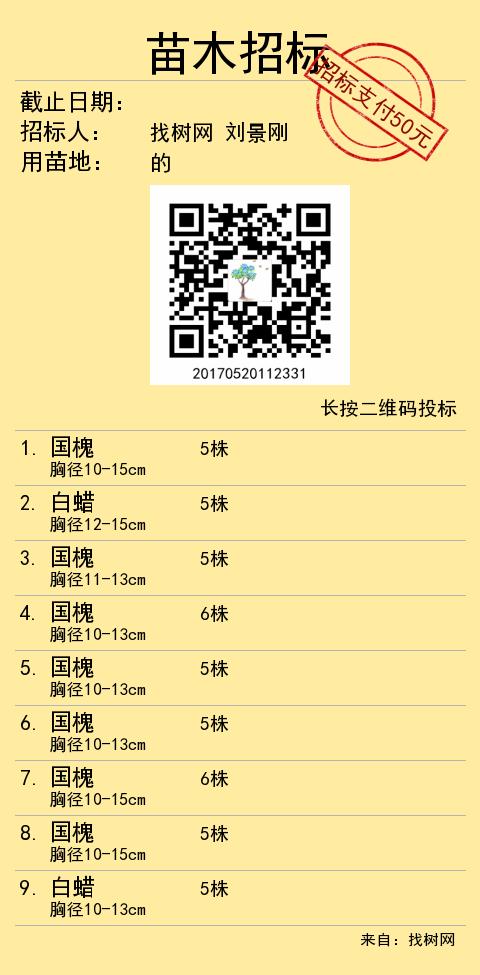 苗木招标
招标支付50元
截止日期：
招标人： 找树网 刘景刚
用苗地： 的
20170520112331
长按二维码投标
1. 国槐 5株
胸径10-15cm
2. 白蜡 5株
胸径12-15cm
3. 国槐 5株
胸径11-13cm
4. 国槐 6株
胸径10-13cm
5. 国槐 5株
胸径10-13cm
6. 国槐 5株
胸径10-13cm
7. 国槐 6株
胸径10-15cm
8. 国槐 5株
胸径10-15cm
9. 白蜡 5株
胸径10-13cm
来自：找树网